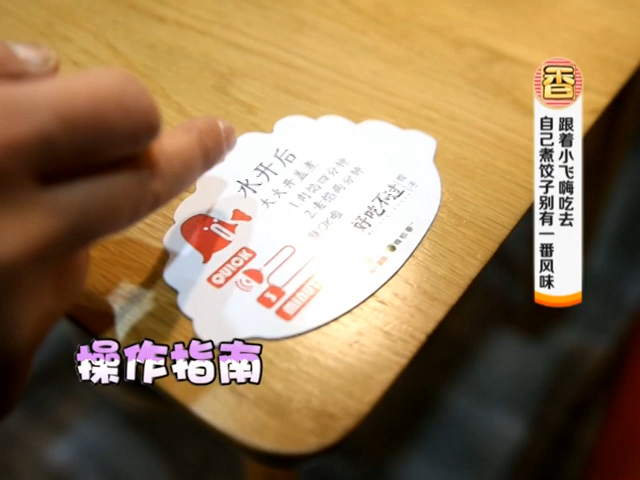 香
跟着小飞嗨吃去
自己煮饺子别有一番风味
水开后
大火开盖煮
1.肉馅四分钟
2.素馅两分钟
好吃不过
QUICK
3
MINUT
操作指南